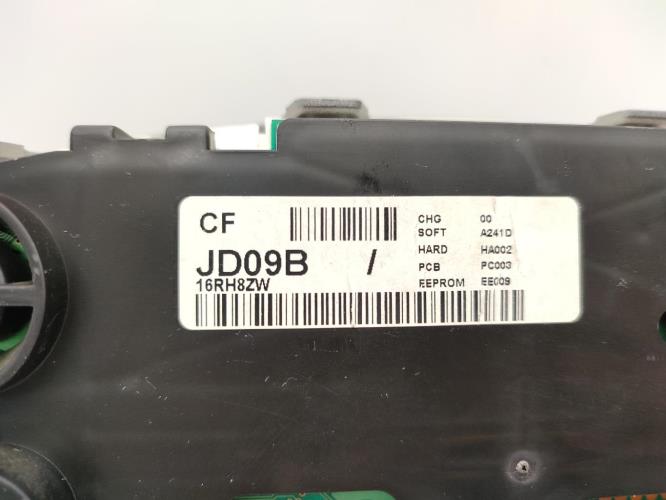 CF
JD09B /
16RH8ZW
CHG 00
SOFT A241D
HARD HA002
PCB PC003
EEPROM EE009